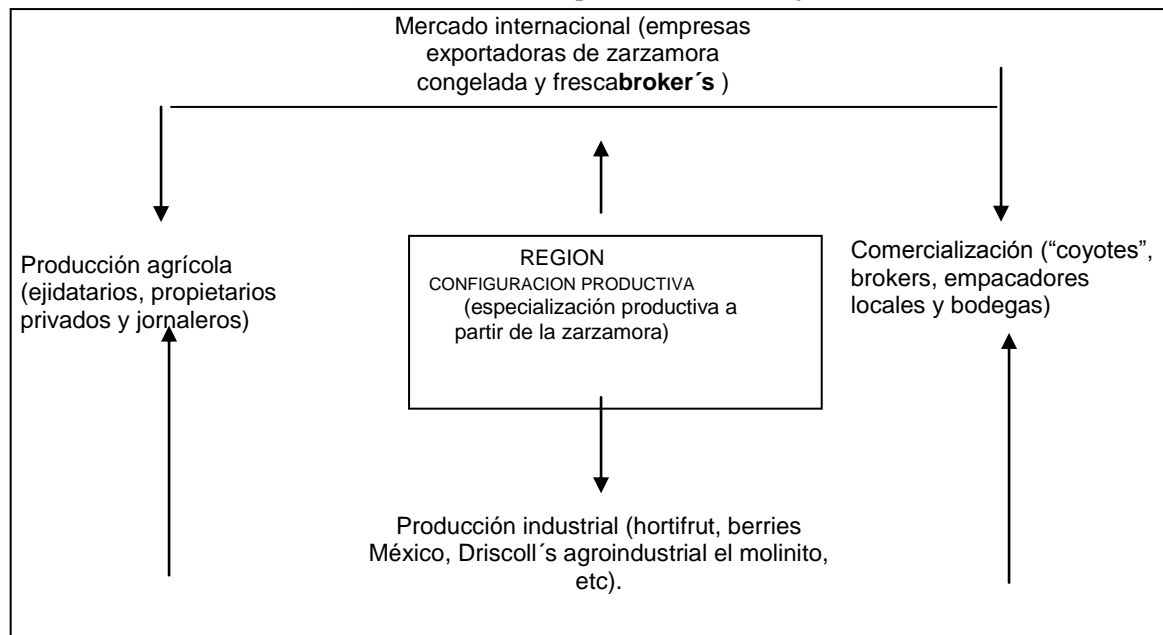 Mercado internacional (empresas
exportadoras de zarzamora
congelada y frescabroker´s )
Producción agrícola
(ejidatarios, propietarios
privados y jornaleros)
REGION
CONFIGURACION PRODUCTIVA
(especialización productiva a
partir de la zarzamora)
Comercialización (“coyotes”,
brokers, empacadores
locales y bodegas)
Producción industrial (hortifrut, berries
México, Driscoll´s agroindustrial el molinito,
etc).